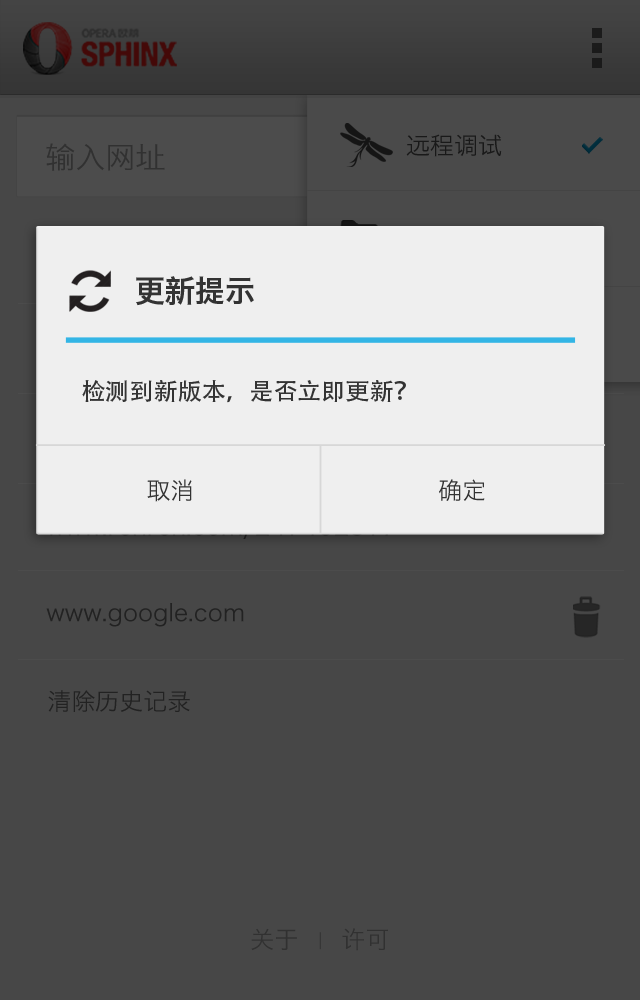 OPERA 欧朋
SPHINX
输入网址
远程调试
更新提示
检测到新版本，是否立即更新?
取消
确定
www.google.com
清除历史记录
关于 | 许可